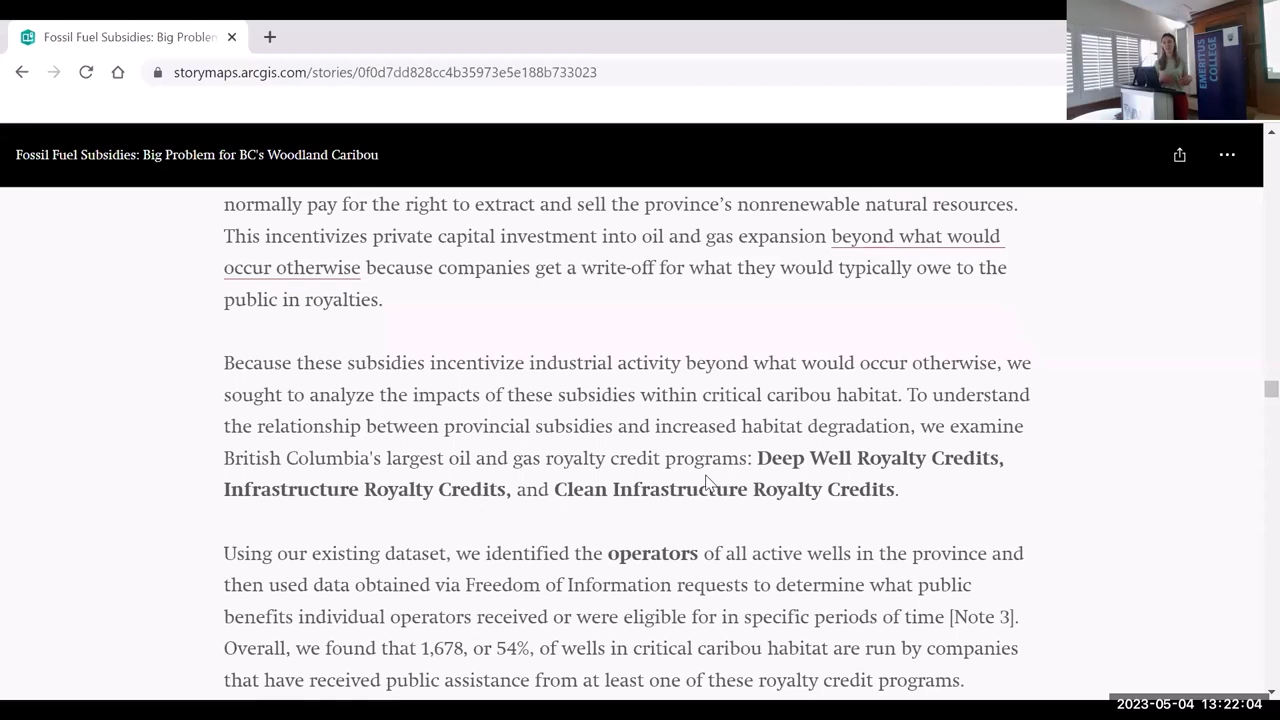 Fossil Fuel Subsidies: Big Problem
EMERITUS
COLLEGE
Fossil Fuel Subsidies: Big Problem for BC's Woodland Caribou
normally pay for the right to extract and sell the province's nonrenewable natural resources.
This incentivizes private capital investment into oil and gas expansion beyond what would
occur otherwise because companies get a write-off for what they would typically owe to the
public in royalties.
Because these subsidies incentivize industrial activity beyond what would occur otherwise, we
sought to analyze the impacts of these subsidies within critical caribou habitat. To understand
the relationship between provincial subsidies and increased habitat degradation, we examine
British Columbia's largest oil and gas royalty credit programs: Deep Well Royalty Credits,
Infrastructure Royalty Credits, and Clean Infrastructure Royalty Credits.
Using our existing dataset, we identified the operators of all active wells in the province and
then used data obtained via Freedom of Information requests to determine what public
benefits individual operators received or were eligible for in specific periods of time [Note 3].
Overall, we found that 1,678, or 54%, of wells in critical caribou habitat are run by companies
that have received public assistance from at least one of these royalty credit programs.
2023-05-04 13:22:04